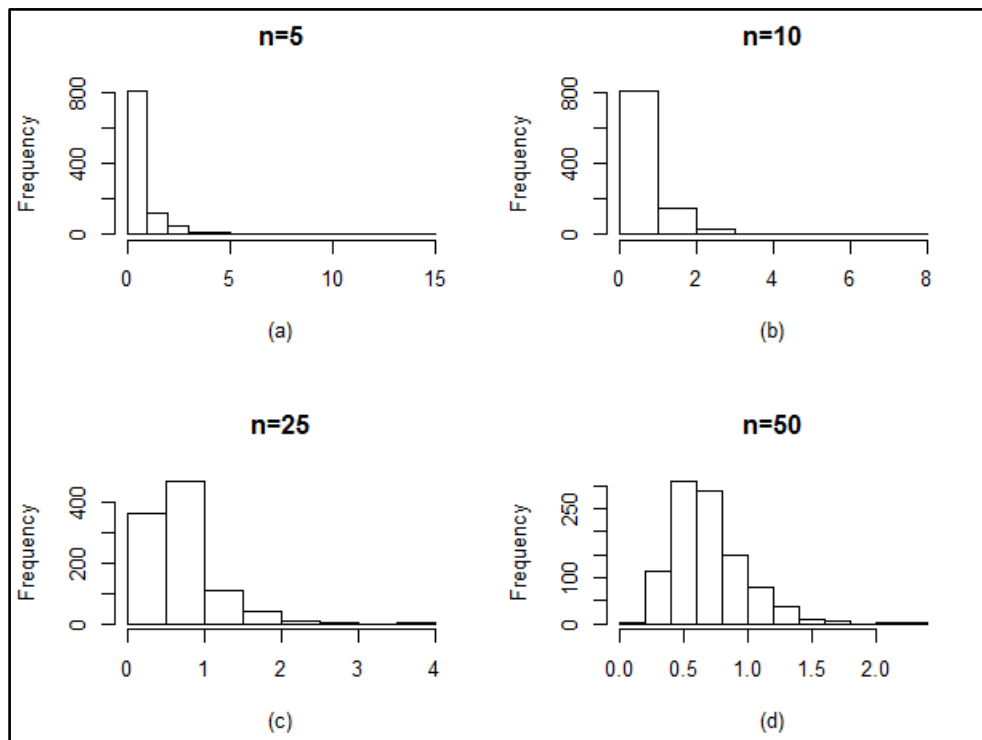 n=5
Frequency
0 400 800
0 5 10 15
(a)
n=10
Frequency
0 400 800
0 2 4 6 8
(b)
n=25
Frequency
0 200 400
0 1 2 3 4
(c)
n=50
Frequency
0 100 250
0.0 0.5 1.0 1.5 2.0
(d)